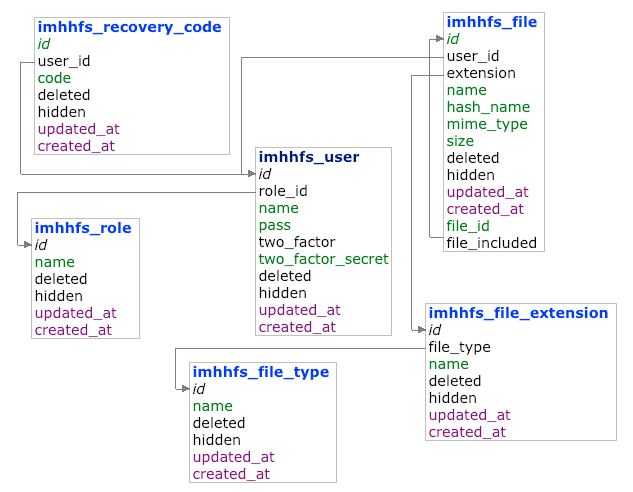 imhhfs_recovery_code
id
user_id
code
deleted
hidden
updated_at
created_at
imhhfs_file
id
user_id
extension
name
hash_name
mime_type
size
deleted
hidden
updated_at
created_at
file_id
file_included
imhhfs_user
id
role_id
name
pass
two_factor
two_factor_secret
deleted
hidden
updated_at
created_at
imhhfs_role
id
name
deleted
hidden
updated_at
created_at
imhhfs_file_extension
id
file_type
name
deleted
hidden
updated_at
created_at
imhhfs_file_type
id
name
deleted
hidden
updated_at
created_at